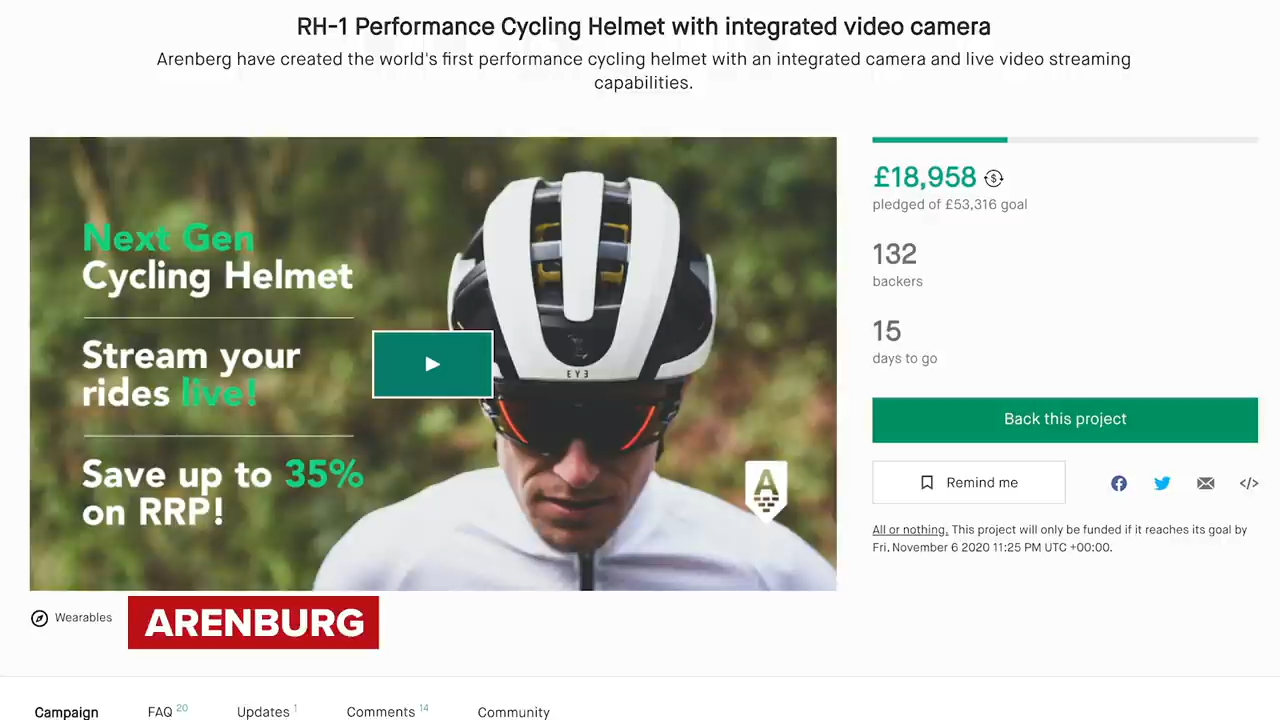 RH-1 Performance Cycling Helmet with integrated video camera
Arenberg have created the world's first performance cycling helmet with an integrated camera and live video streaming
capabilities.
Next Gen
Cycling Helmet
Stream your
rides live!
Save up to 35%
on RRP!
EYE
A
£18,958
pledged of £53,316 goal
132
backers
15
days to go
Back this project
Remind me
All or nothing. This project will only be funded if it reaches its goal by
Fri, November 6 2020 11:25 PM UTC +00:00.
Wearables
ARENBURG
Campaign
FAQ 20
Updates 1
Comments 14
Community